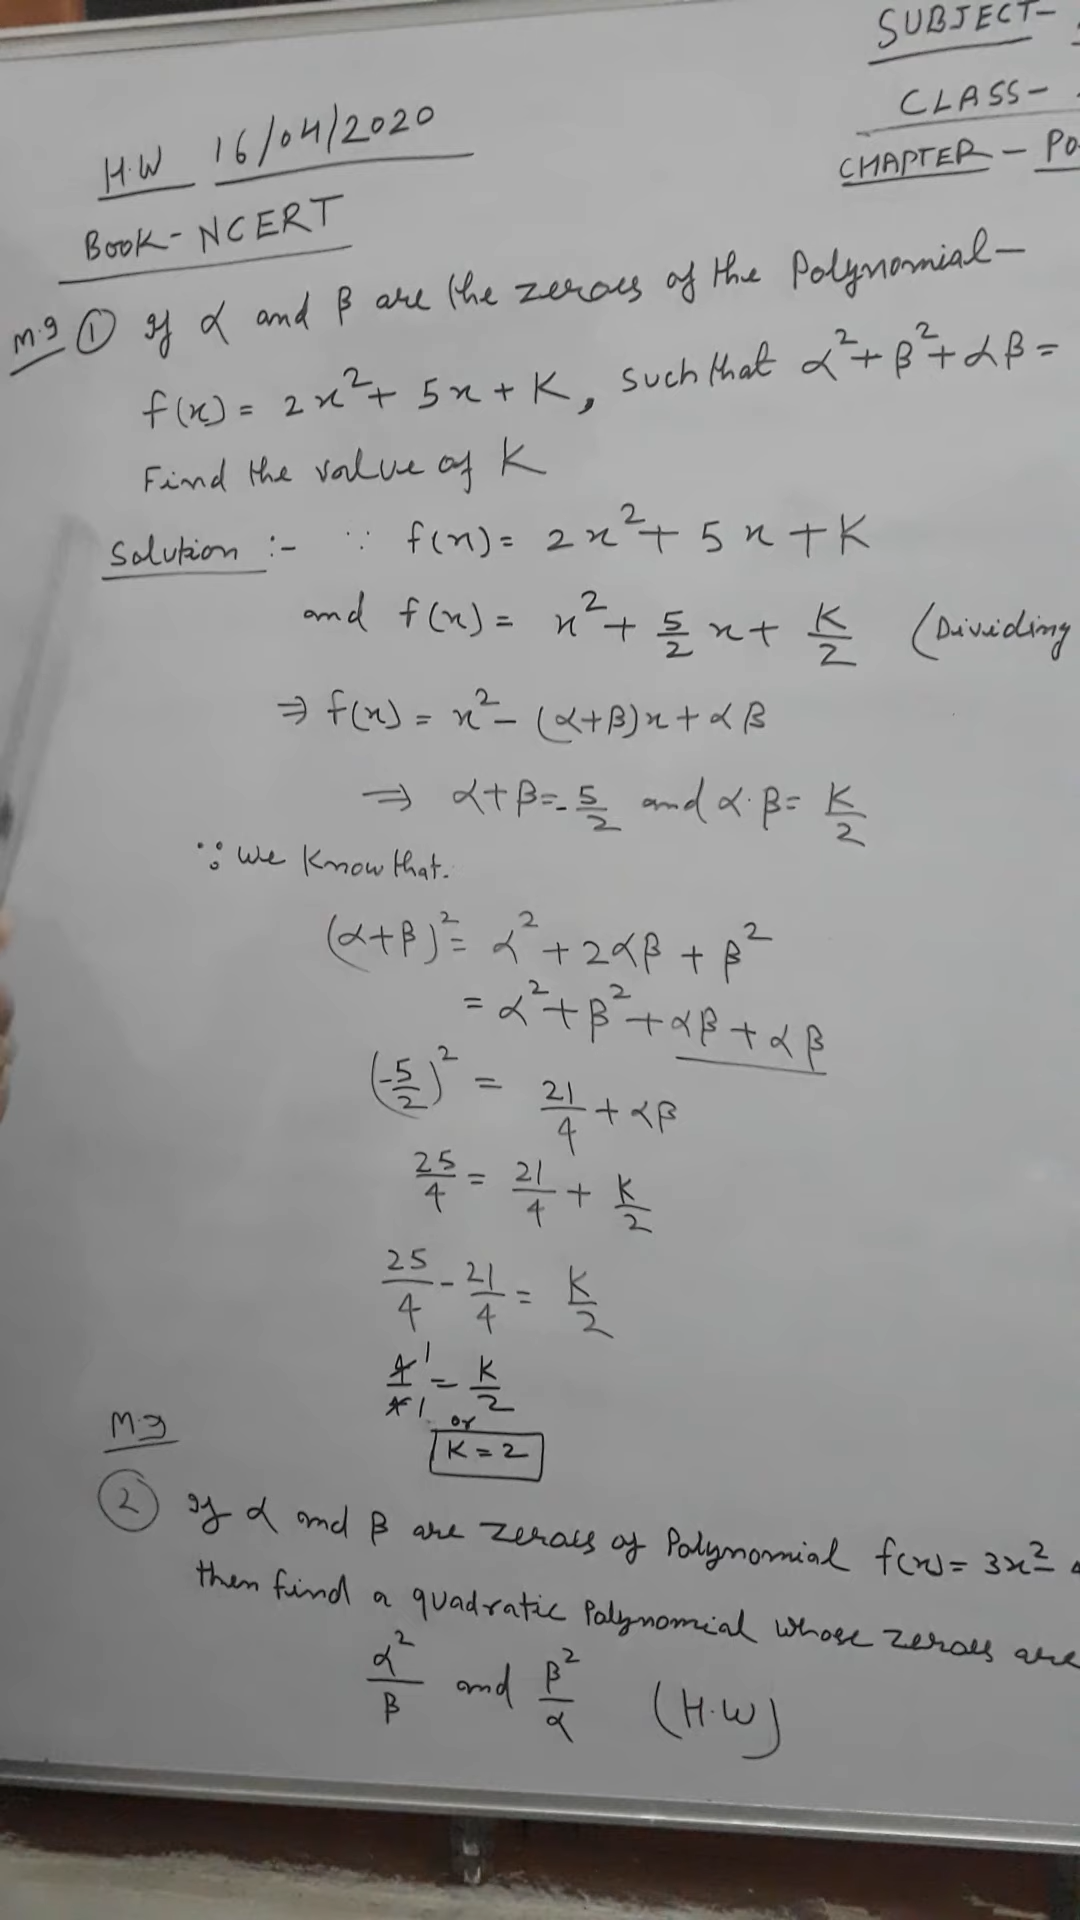 SUBJECT-
CLASS-
CHAPTER - Po
H.W 16/04/2020
Book - NCERT
① If α and β are the zeroes of the Polynomial-
f(x) = 2x² + 5x + K, such that α² + β² + αβ =
Find the value of K
Solution :- ∵ f(x) = 2x² + 5x + K
and f(x) = x² + 5/2 x + K/2 (Dividing
⇒ f(x) = x² - (α+β)x + αβ
⇒ α+β = -5/2 and α.β = K/2
∵ We Know that.
(α+β)² = α² + 2αβ + β²
= α² + β² + αβ + αβ
(-5/2)² = 21/4 + αβ
25/4 = 21/4 + K/2
25/4 - 21/4 = K/2
4/4 1/1 = K/2
or
K = 2
② If α and β are zeroes of Polynomial f(x) = 3x² -
then find a quadratic Polynomial whose zeroes are
α²/β and β²/α (H.W)